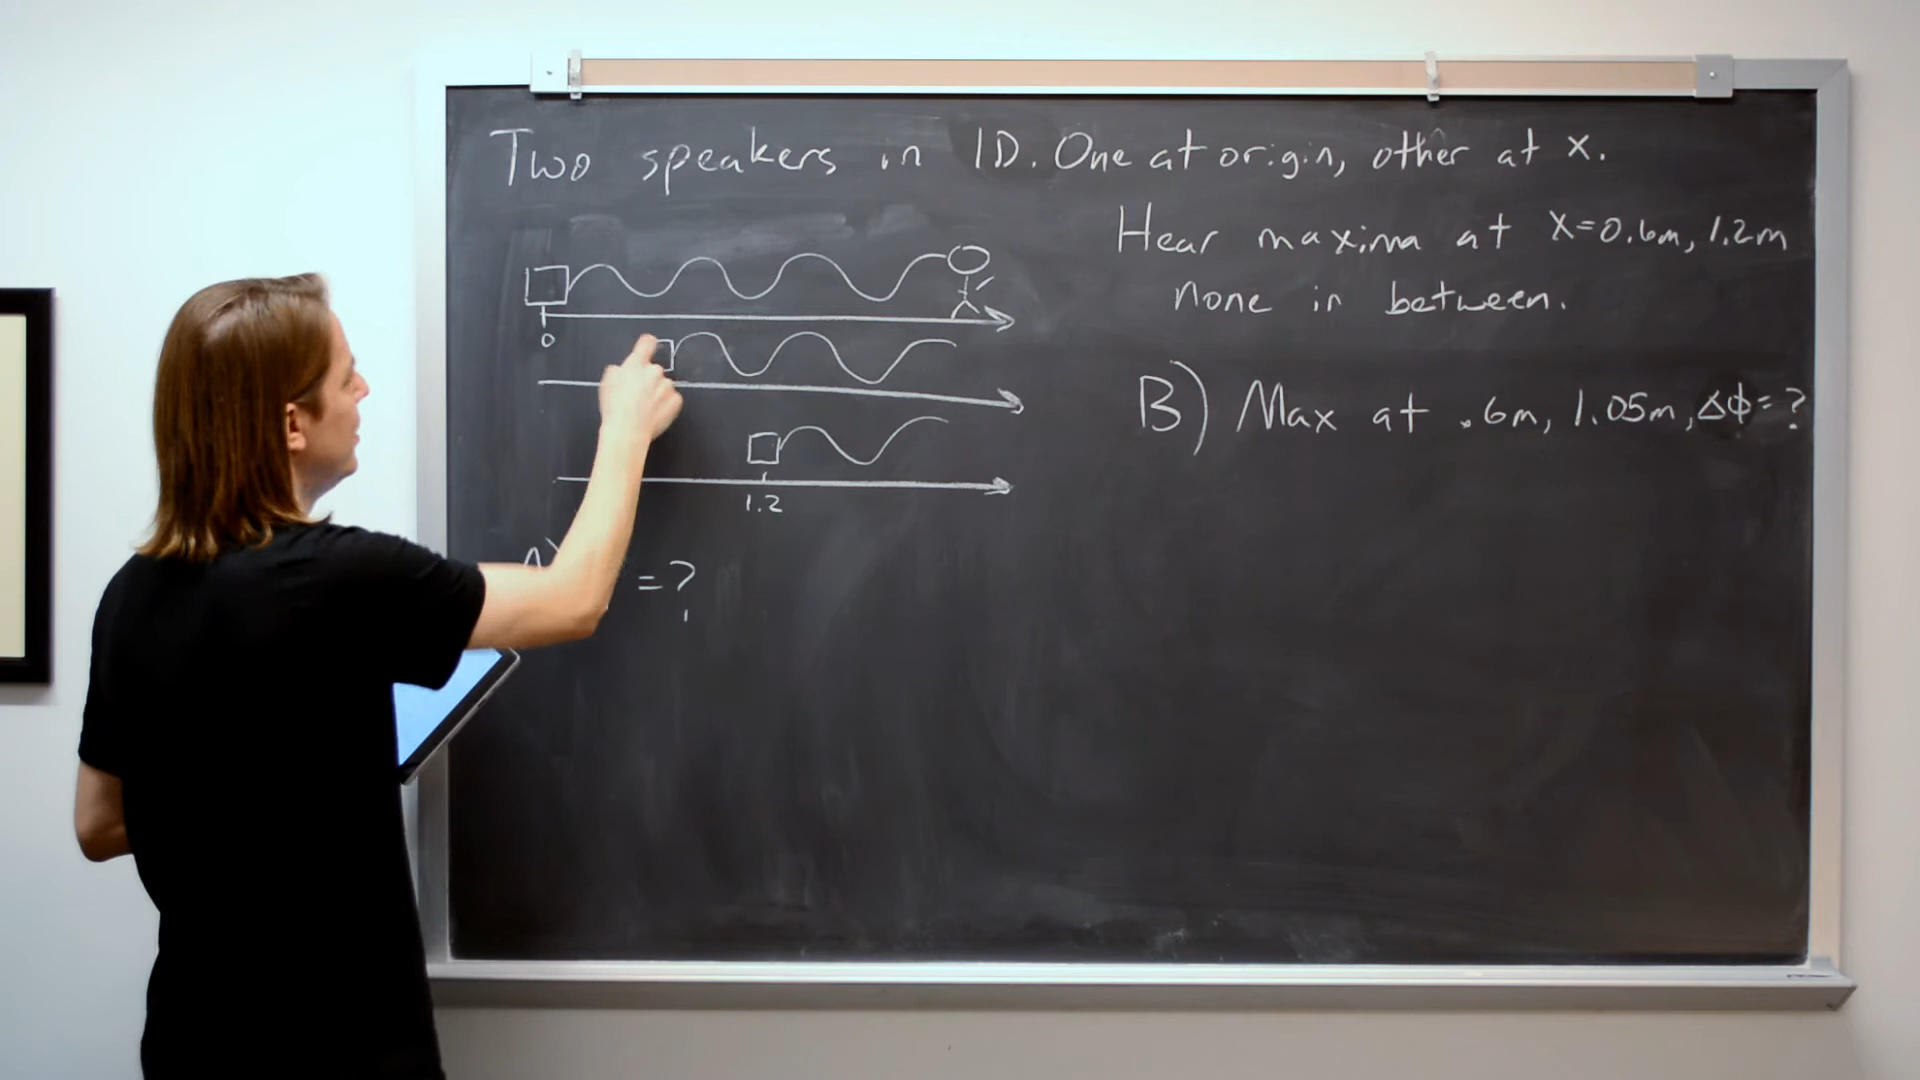 Two speakers in 1D. One at origin, other at x.
Hear maxima at x=0.6m, 1.2m
none in between.
0
B) Max at .6m, 1.05m, Δϕ=?
1.2
=?